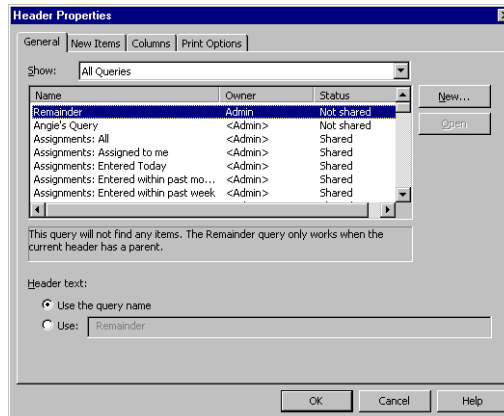 Header Properties
General New Items Columns Print Options
Show: All Queries
Name Owner Status
New...
Remainder Admin Not shared
Angie's Query <Admin> Not shared
Open
Assignments: All <Admin> Shared
Assignments: Assigned to me <Admin> Shared
Assignments: Entered Today <Admin> Shared
Assignments: Entered within past mo... <Admin> Shared
Assignments: Entered within past week <Admin> Shared
This query will not find any items. The Remainder query only works when the
current header has a parent.
Header text:
Use the query name
Use: Remainder
OK Cancel Help